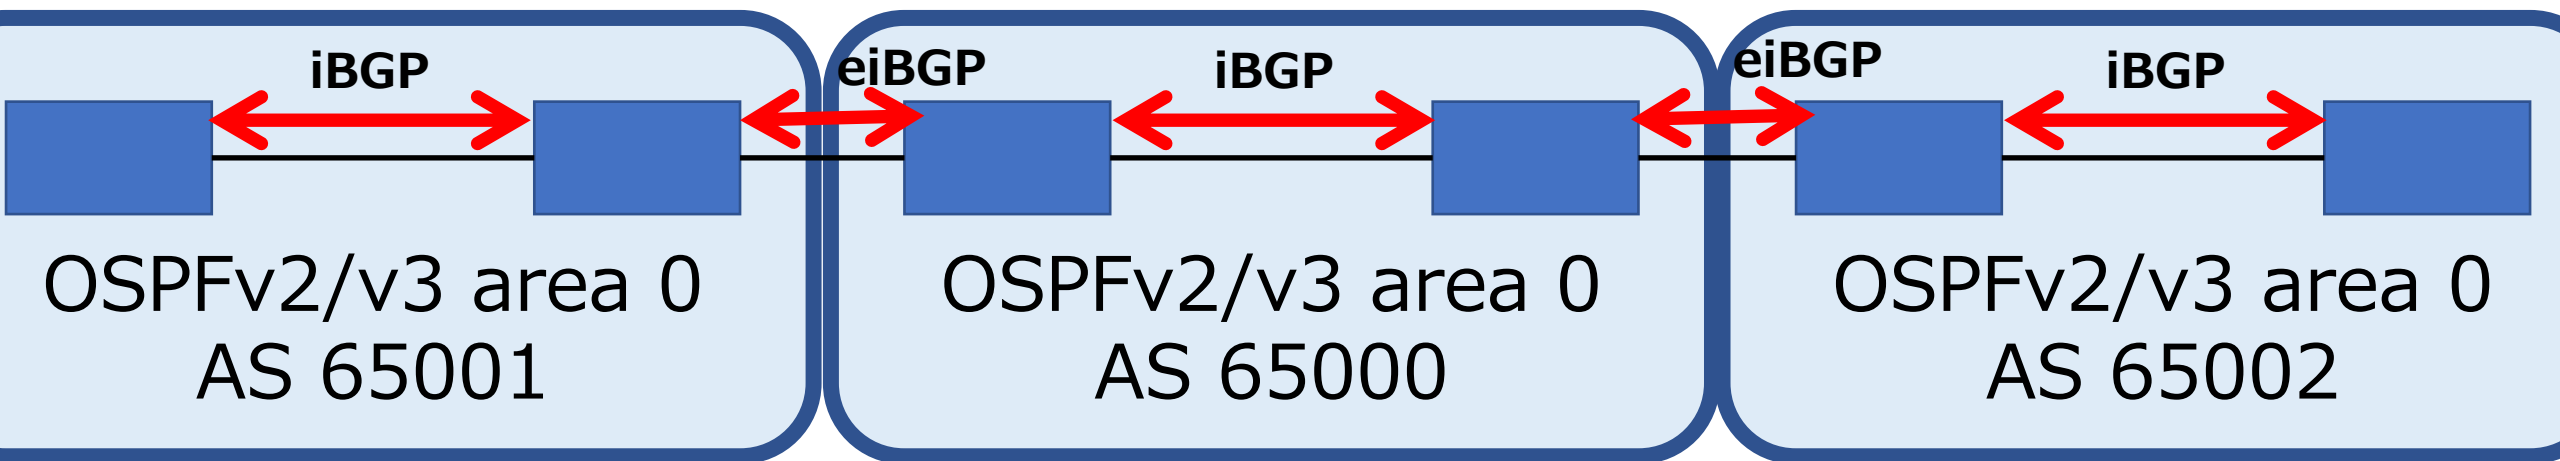 iBGP
eiBGP
iBGP
eiBGP
iBGP
OSPFv2/v3 area 0
AS 65001
OSPFv2/v3 area 0
AS 65000
OSPFv2/v3 area 0
AS 65002